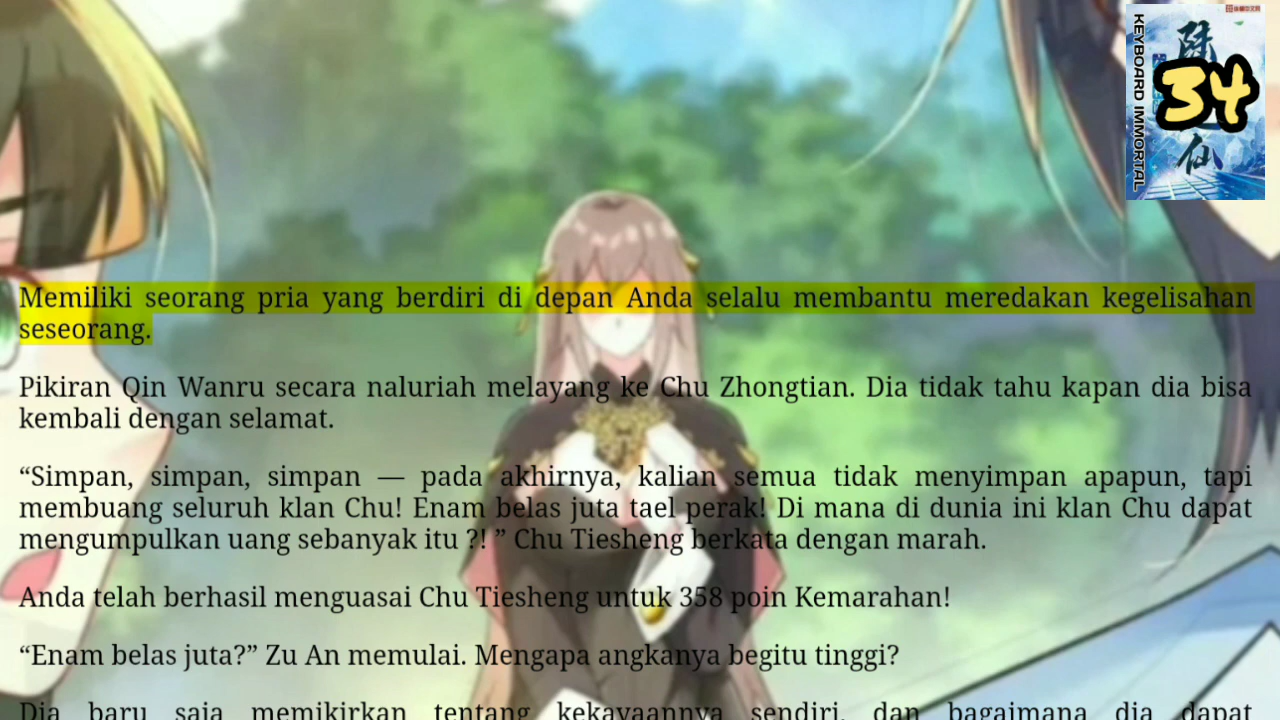 KEYBOARD IMMORTAL
34
仙
Memiliki seorang pria yang berdiri di depan Anda selalu membantu meredakan kegelisahan
seseorang.
Pikiran Qin Wanru secara naluriah melayang ke Chu Zhongtian. Dia tidak tahu kapan dia bisa
kembali dengan selamat.
“Simpan, simpan, simpan — pada akhirnya, kalian semua tidak menyimpan apapun, tapi
membuang seluruh klan Chu! Enam belas juta tael perak! Di mana di dunia ini klan Chu dapat
mengumpulkan uang sebanyak itu ?! ” Chu Tiesheng berkata dengan marah.
Anda telah berhasil menguasai Chu Tiesheng untuk 358 poin Kemarahan!
“Enam belas juta?” Zu An memulai. Mengapa angkanya begitu tinggi?
Dia baru saja memikirkan tentang kekayaannya sendiri, dan bagaimana dia dapat